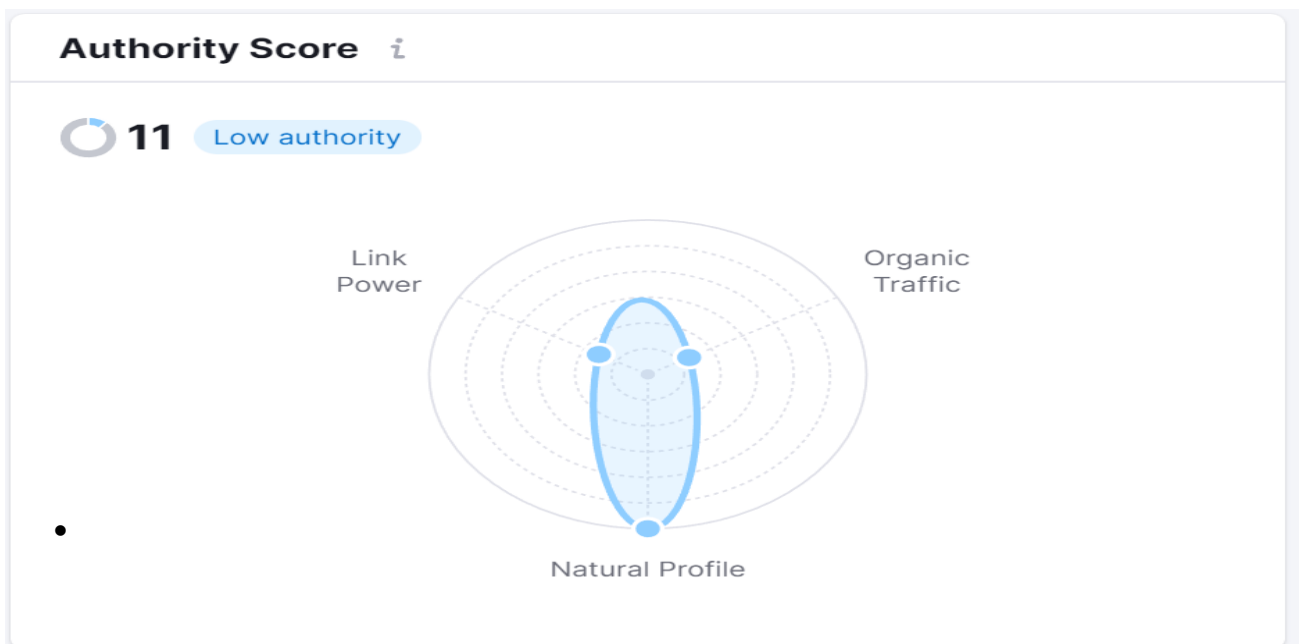 Authority Score i
11 Low authority
Link
Power
Organic
Traffic
Natural Profile